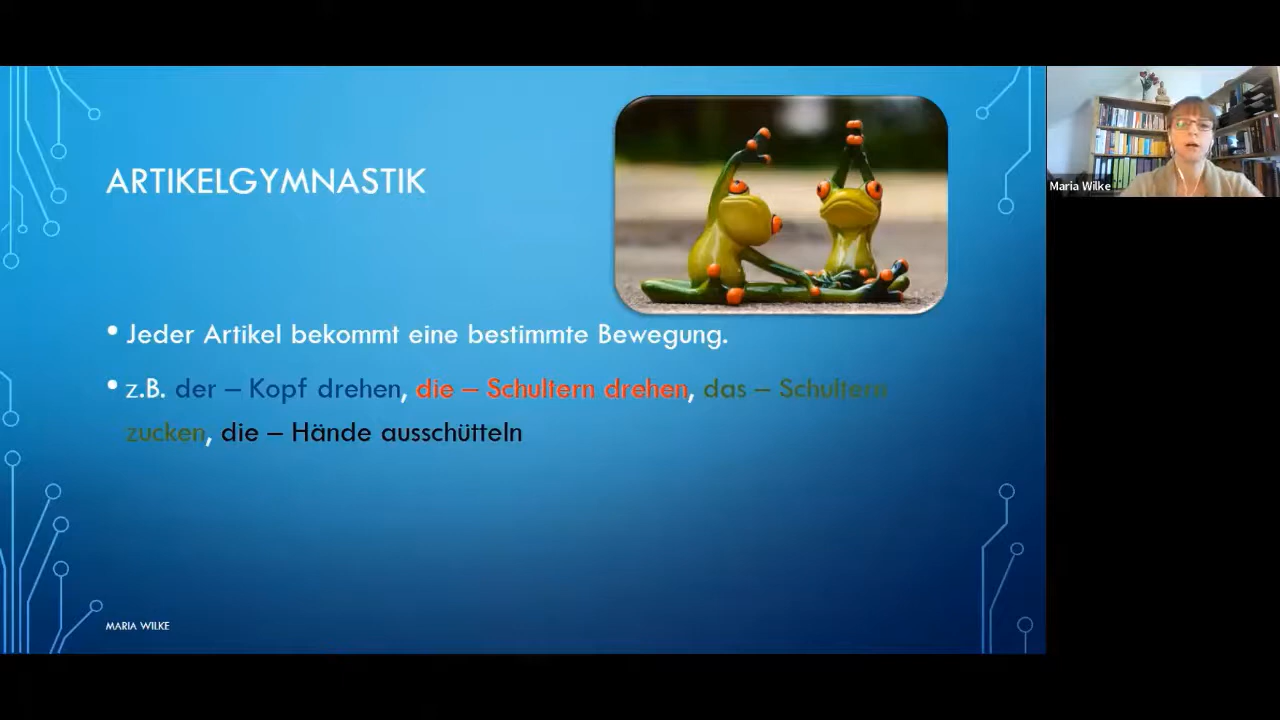 ARTIKELGYMNASTIK
• Jeder Artikel bekommt eine bestimmte Bewegung.
• z.B. der – Kopf drehen, die – Schultern drehen, das – Schultern
zucken, die – Hände ausschütteln
MARIA WILKE
Maria Wilke